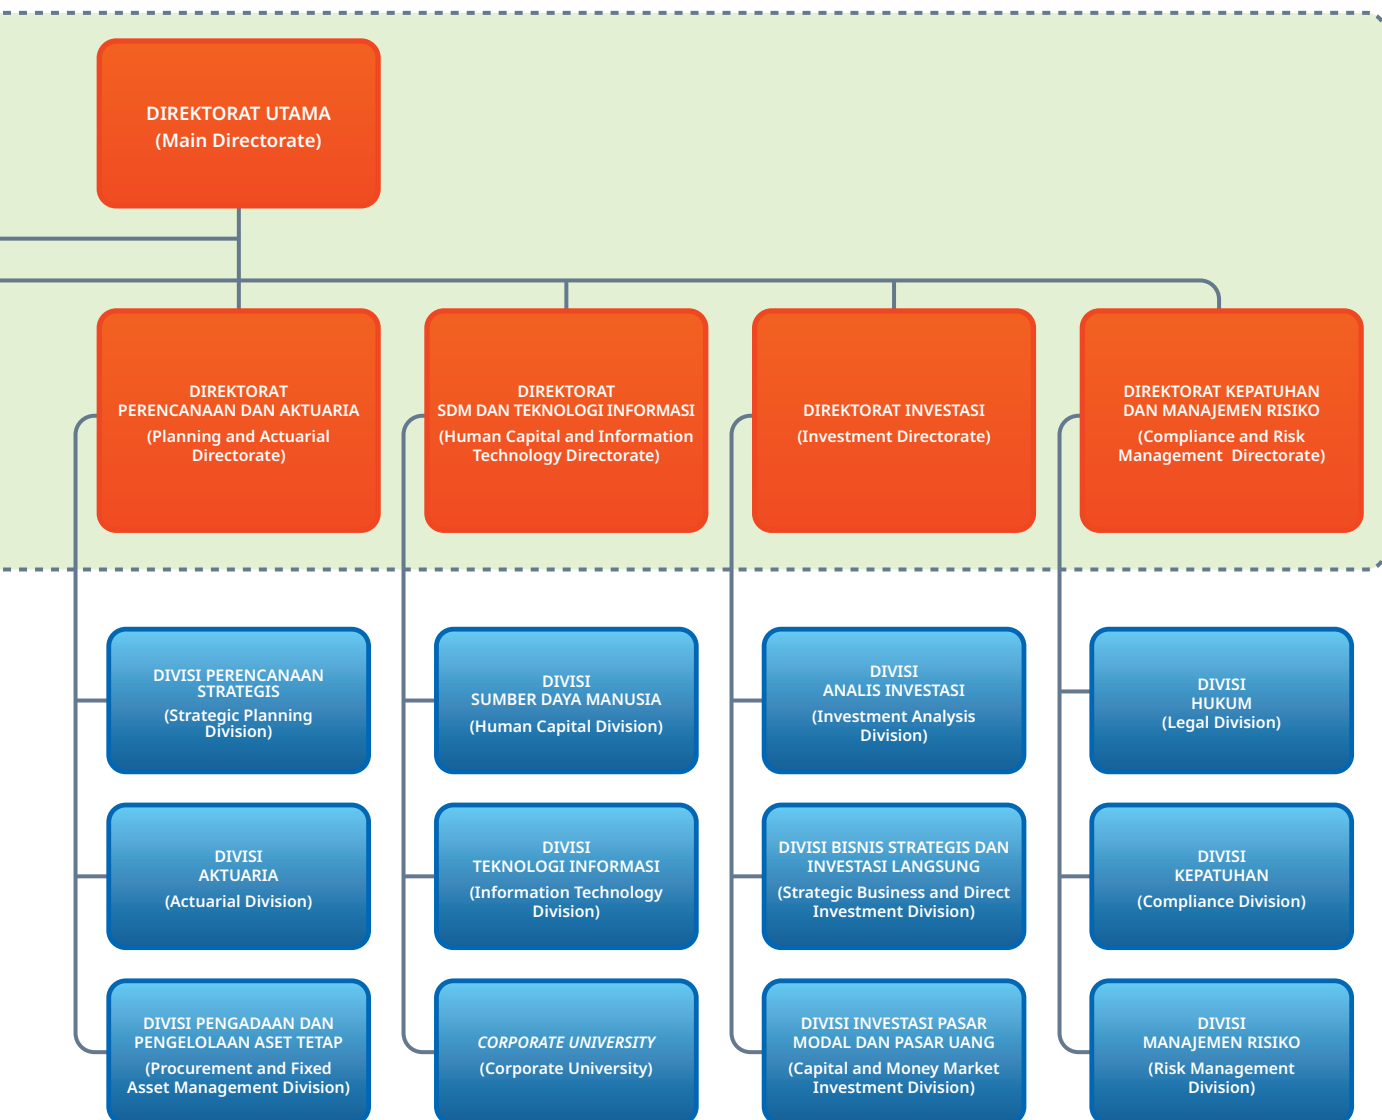 DIREKTORAT UTAMA
(Main Directorate)
DIREKTORAT
PERENCANAAN DAN AKTUARIA
(Planning and Actuarial
Directorate)
DIREKTORAT
SDM DAN TEKNOLOGI INFORMASI
(Human Capital and Information
Technology Directorate)
DIREKTORAT INVESTASI
(Investment Directorate)
DIREKTORAT KEPATUHAN
DAN MANAJEMEN RISIKO
(Compliance and Risk
Management Directorate)
DIVISI PERENCANAAN
STRATEGIS
(Strategic Planning
Division)
DIVISI
SUMBER DAYA MANUSIA
(Human Capital Division)
DIVISI
ANALIS INVESTASI
(Investment Analysis
Division)
DIVISI
HUKUM
(Legal Division)
DIVISI
AKTUARIA
(Actuarial Division)
DIVISI
TEKNOLOGI INFORMASI
(Information Technology
Division)
DIVISI BISNIS STRATEGIS DAN
INVESTASI LANGSUNG
(Strategic Business and Direct
Investment Division)
DIVISI
KEPATUHAN
(Compliance Division)
DIVISI PENGADAAN DAN
PENGELOLAAN ASET TETAP
(Procurement and Fixed
Asset Management Division)
CORPORATE UNIVERSITY
(Corporate University)
DIVISI INVESTASI PASAR
MODAL DAN PASAR UANG
(Capital and Money Market
Investment Division)
DIVISI
MANAJEMEN RISIKO
(Risk Management
Division)